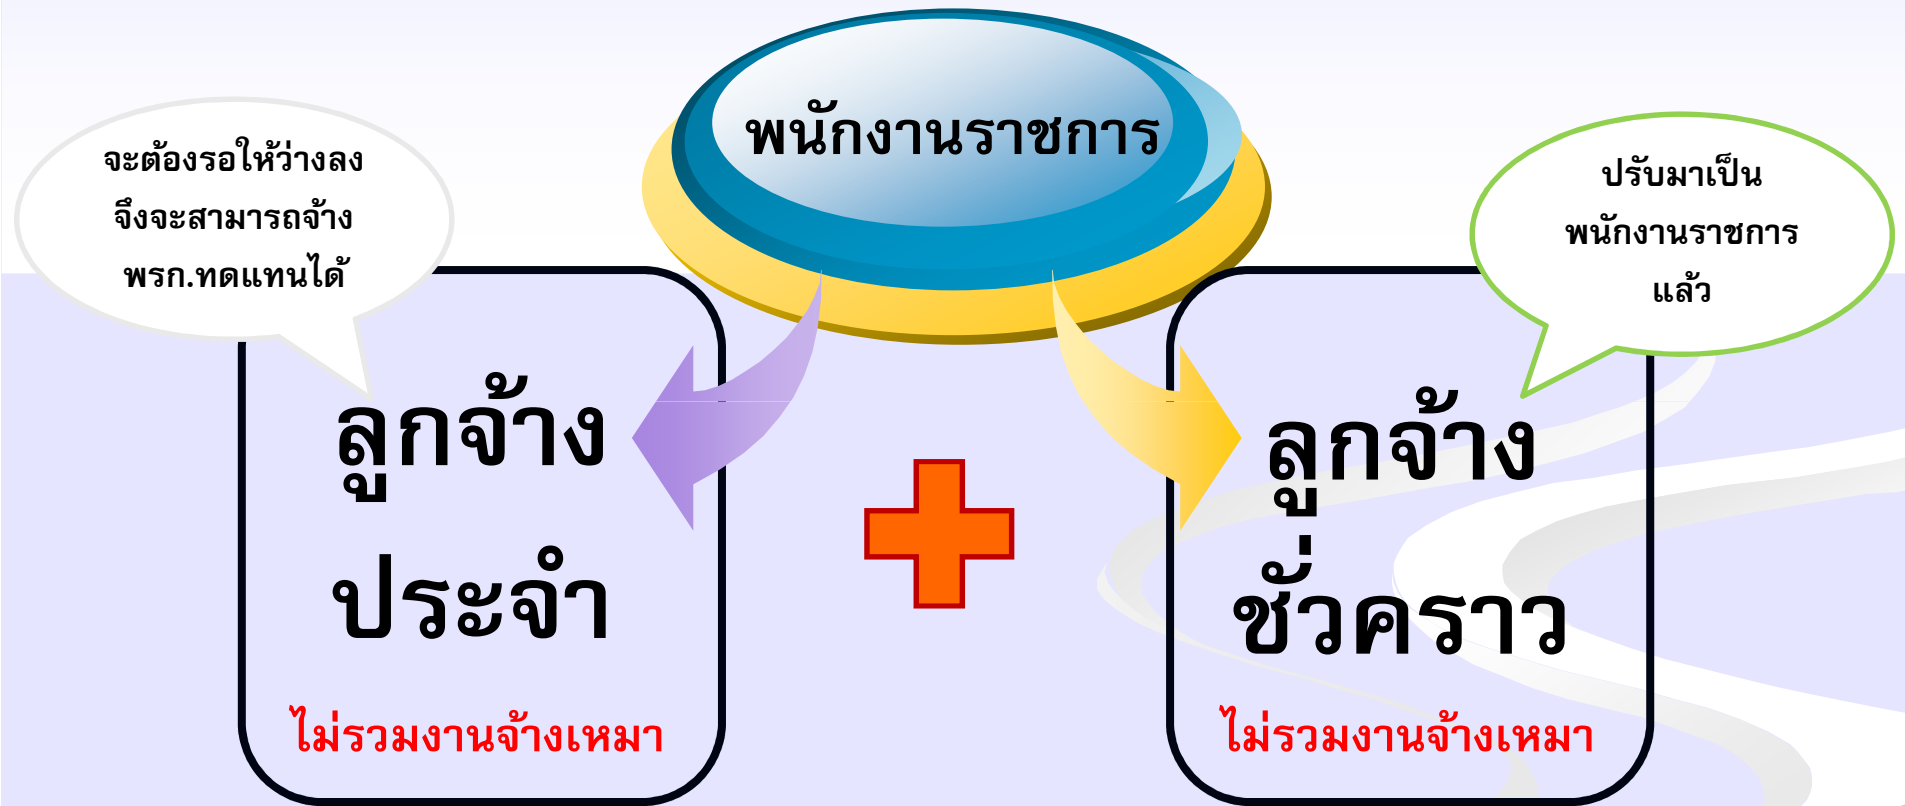 พนักงานราชการ
จะต้องรอให้ว่างลง
จึงจะสามารถจ้าง
พรก.ทดแทนได้
ปรับมาเป็น
พนักงานราชการ
แล้ว
ลูกจ้าง
ประจำ
ไม่รวมงานจ้างเหมา
ลูกจ้าง
ชั่วคราว
ไม่รวมงานจ้างเหมา